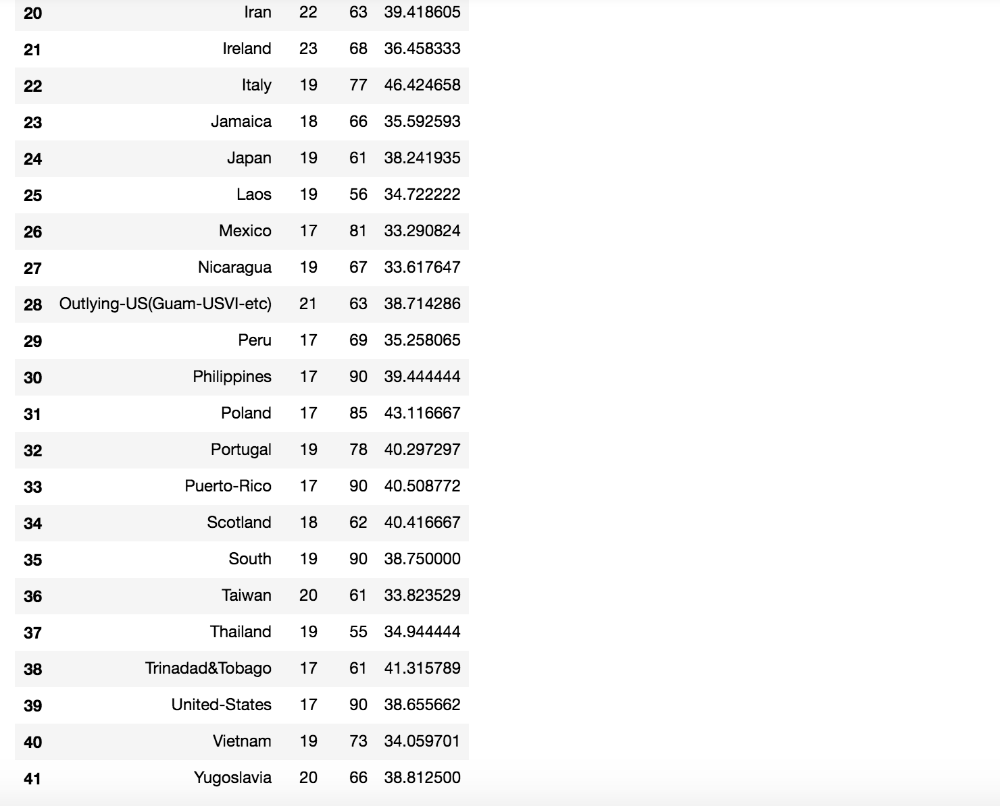 20 Iran 22 63 39.418605
21 Ireland 23 68 36.458333
22 Italy 19 77 46.424658
23 Jamaica 18 66 35.592593
24 Japan 19 61 38.241935
25 Laos 19 56 34.722222
26 Mexico 17 81 33.290824
27 Nicaragua 19 67 33.617647
28 Outlying-US(Guam-USVI-etc) 21 63 38.714286
29 Peru 17 69 35.258065
30 Philippines 17 90 39.444444
31 Poland 17 85 43.116667
32 Portugal 19 78 40.297297
33 Puerto-Rico 17 90 40.508772
34 Scotland 18 62 40.416667
35 South 19 90 38.750000
36 Taiwan 20 61 33.823529
37 Thailand 19 55 34.944444
38 Trinadad&Tobago 17 61 41.315789
39 United-States 17 90 38.655662
40 Vietnam 19 73 34.059701
41 Yugoslavia 20 66 38.812500